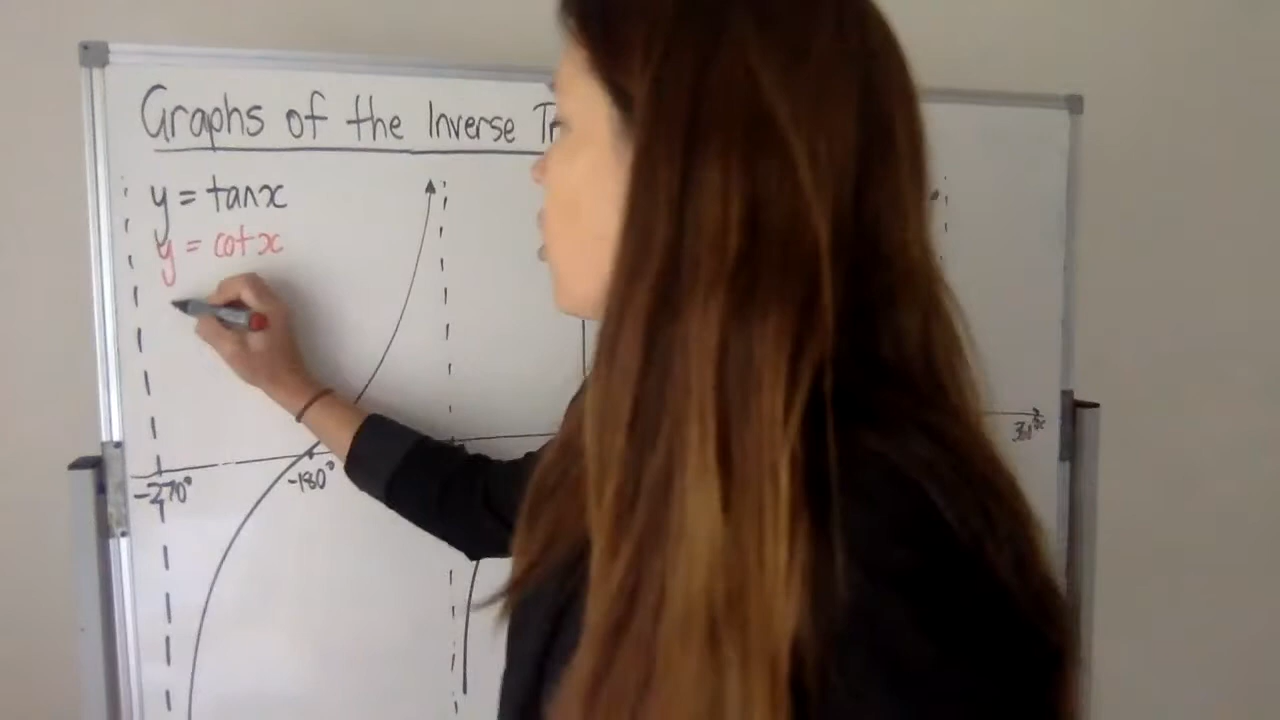 Graphs of the Inverse
y = tanx
y = cotx
-270°
-180°